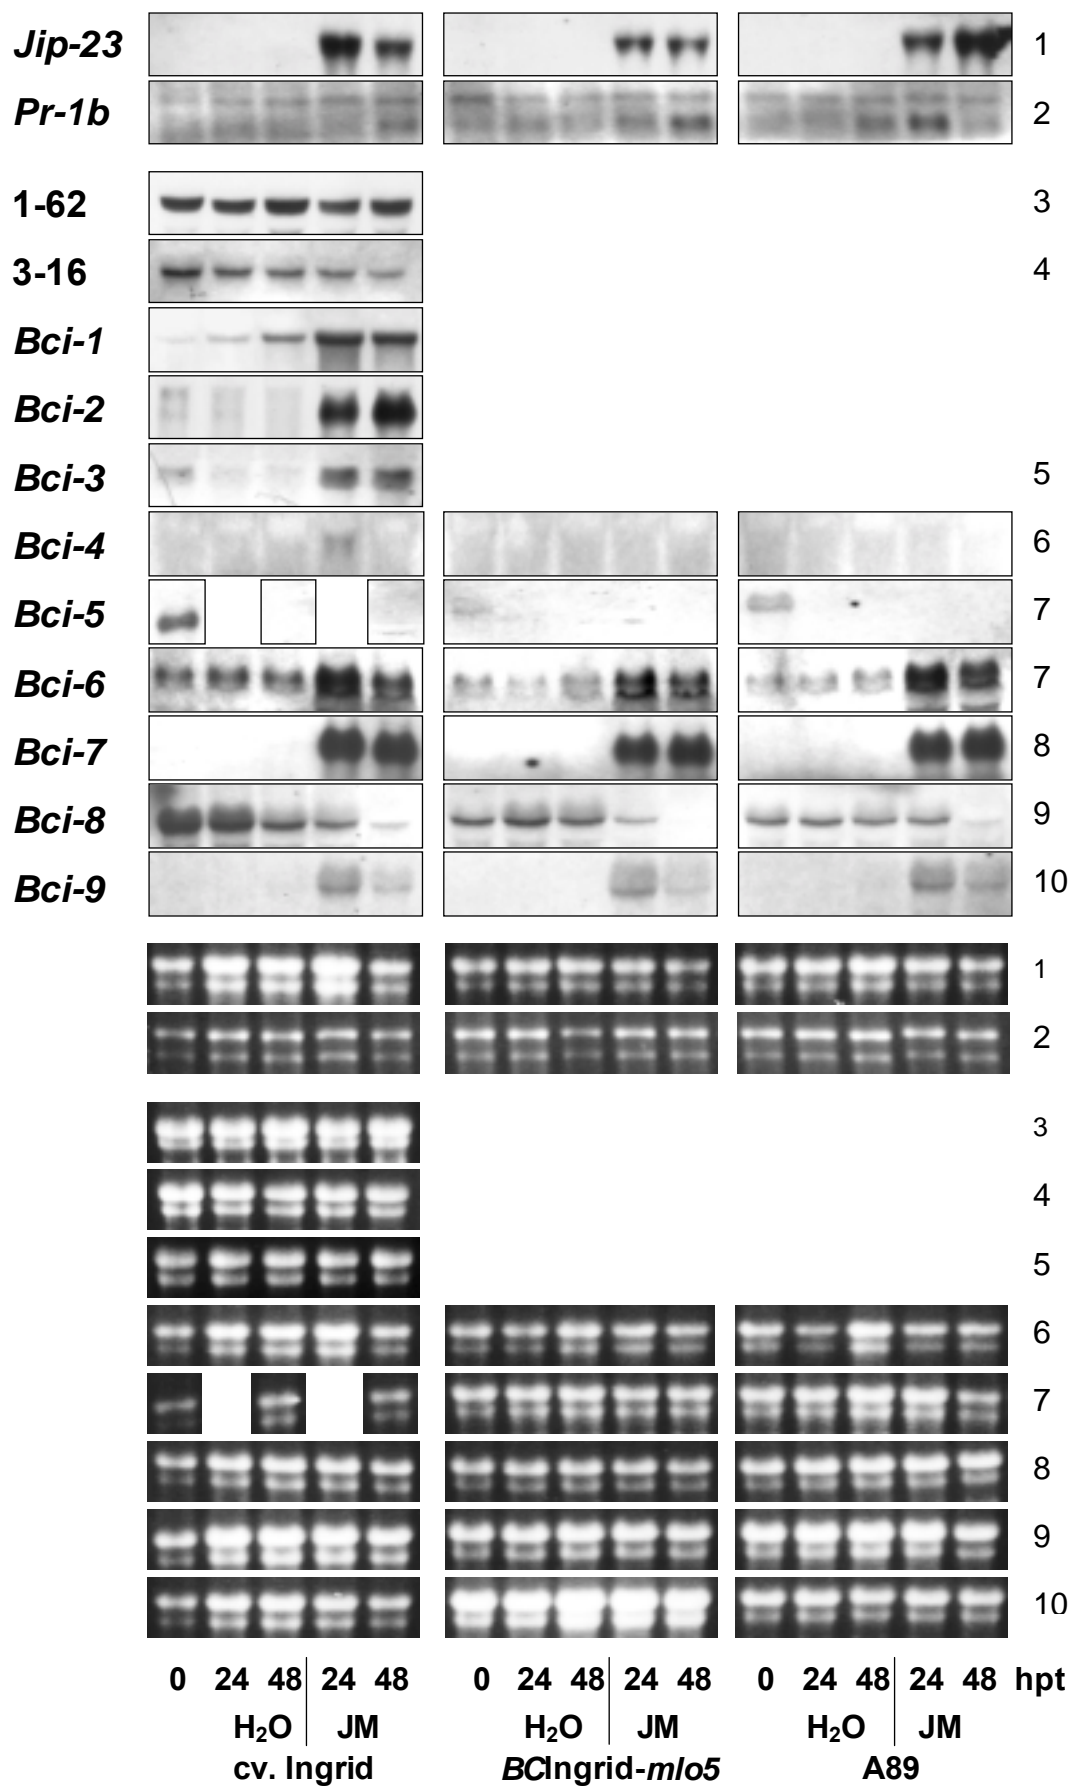 Jip-23 1
Pr-1b 2
1-62 3
3-16 4
Bci-1
Bci-2
Bci-3 5
Bci-4 6
Bci-5 7
Bci-6 7
Bci-7 8
Bci-8 9
Bci-9 10
1
2
3
4
5
6
7
8
9
10
0 24 48 24 48 0 24 48 24 48 0 24 48 24 48 hpt
H₂O JM H₂O JM H₂O JM
cv. Ingrid BCIngrid-mlo5 A89